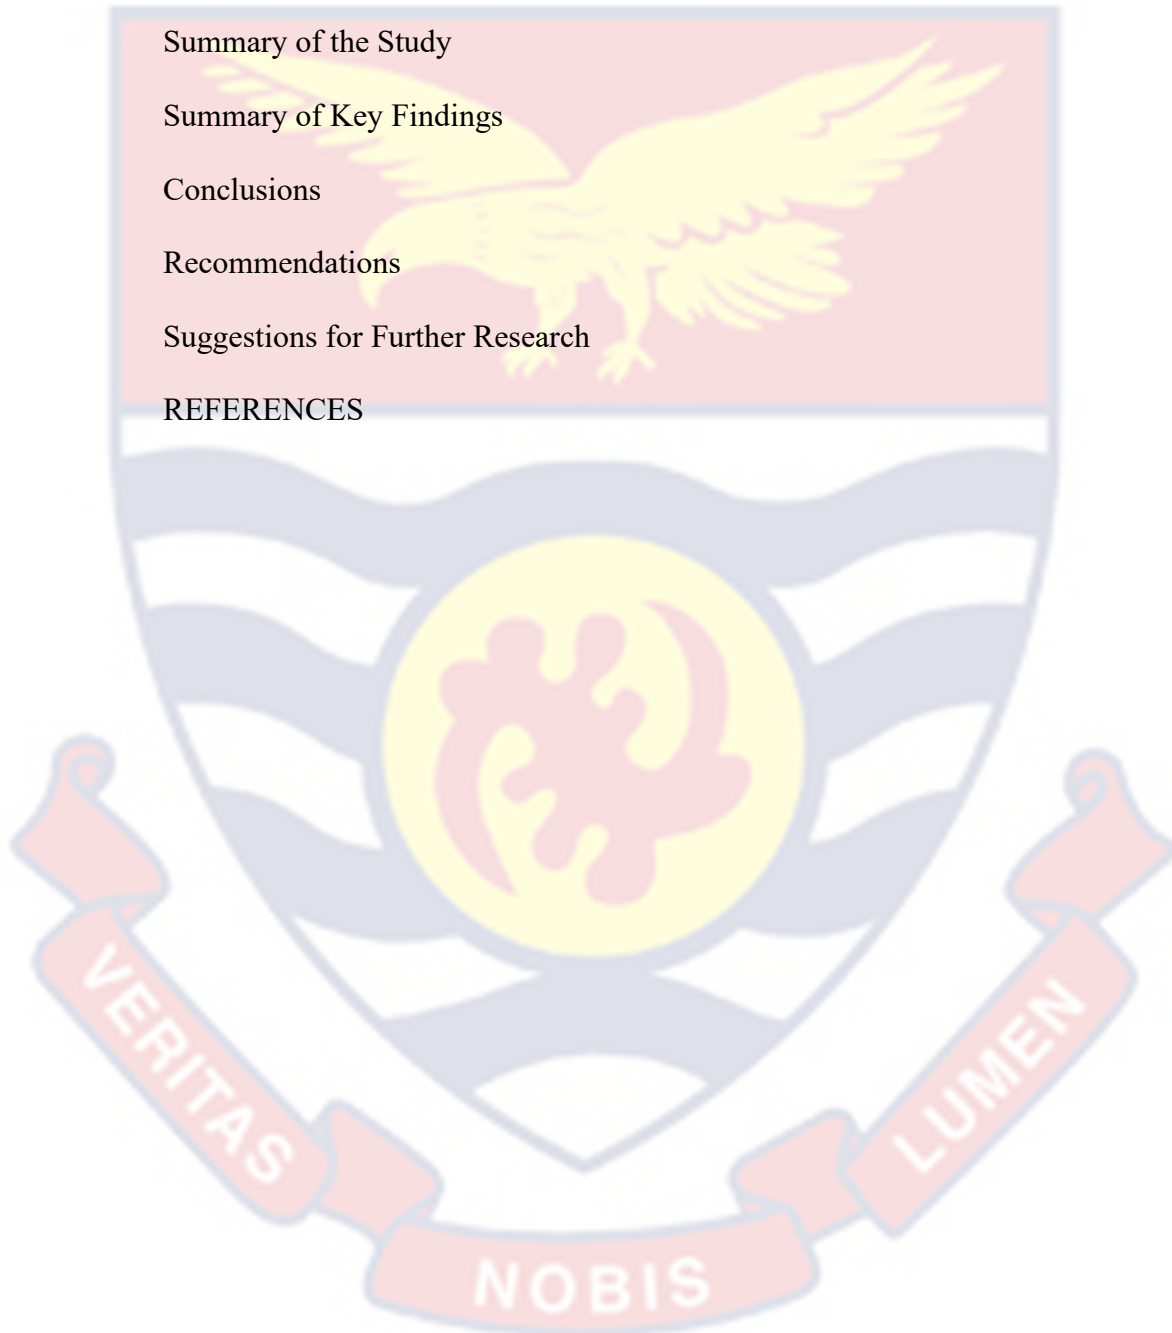 Summary of the Study
Summary of Key Findings
Conclusions
Recommendations
Suggestions for Further Research
REFERENCES
VERITAS
NOBIS
LUMEN